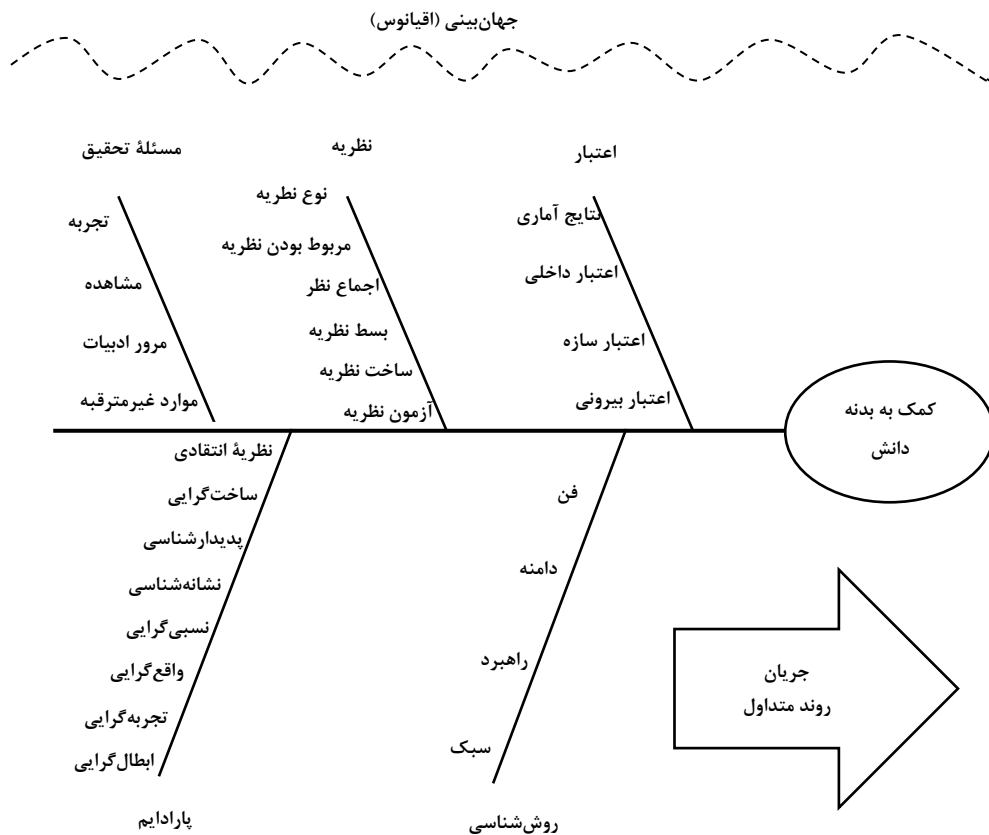 جهان‌بینی (اقیانوس)
اعتبار
نتایج آماری
اعتبار داخلی
اعتبار سازه
اعتبار بیرونی
نظریه
نوع نطریه
مربوط بودن نظریه
اجماع نظر
بسط نظریه
ساخت نظریه
آزمون نظریه
مسئلهٔ تحقیق
تجربه
مشاهده
مرور ادبیات
موارد غیرمترقبه
کمک به بدنه
دانش
فن
دامنه
راهبرد
سبک
روش‌شناسی
نظریهٔ انتقادی
ساخت‌گرایی
پدیدارشناسی
نشانه‌شناسی
نسبی‌گرایی
واقع‌گرایی
تجربه‌گرایی
ابطال‌گرایی
پارادایم
جریان
روند متداول